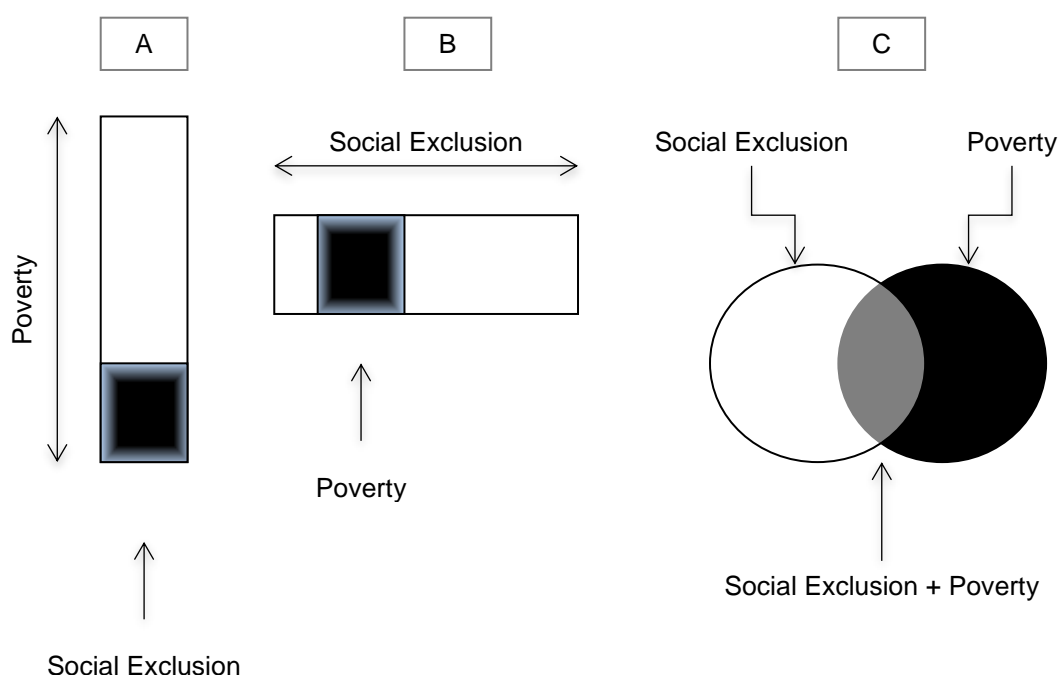 A
B
C
Social Exclusion
Social Exclusion
Poverty
Poverty
Poverty
Social Exclusion + Poverty
Social Exclusion